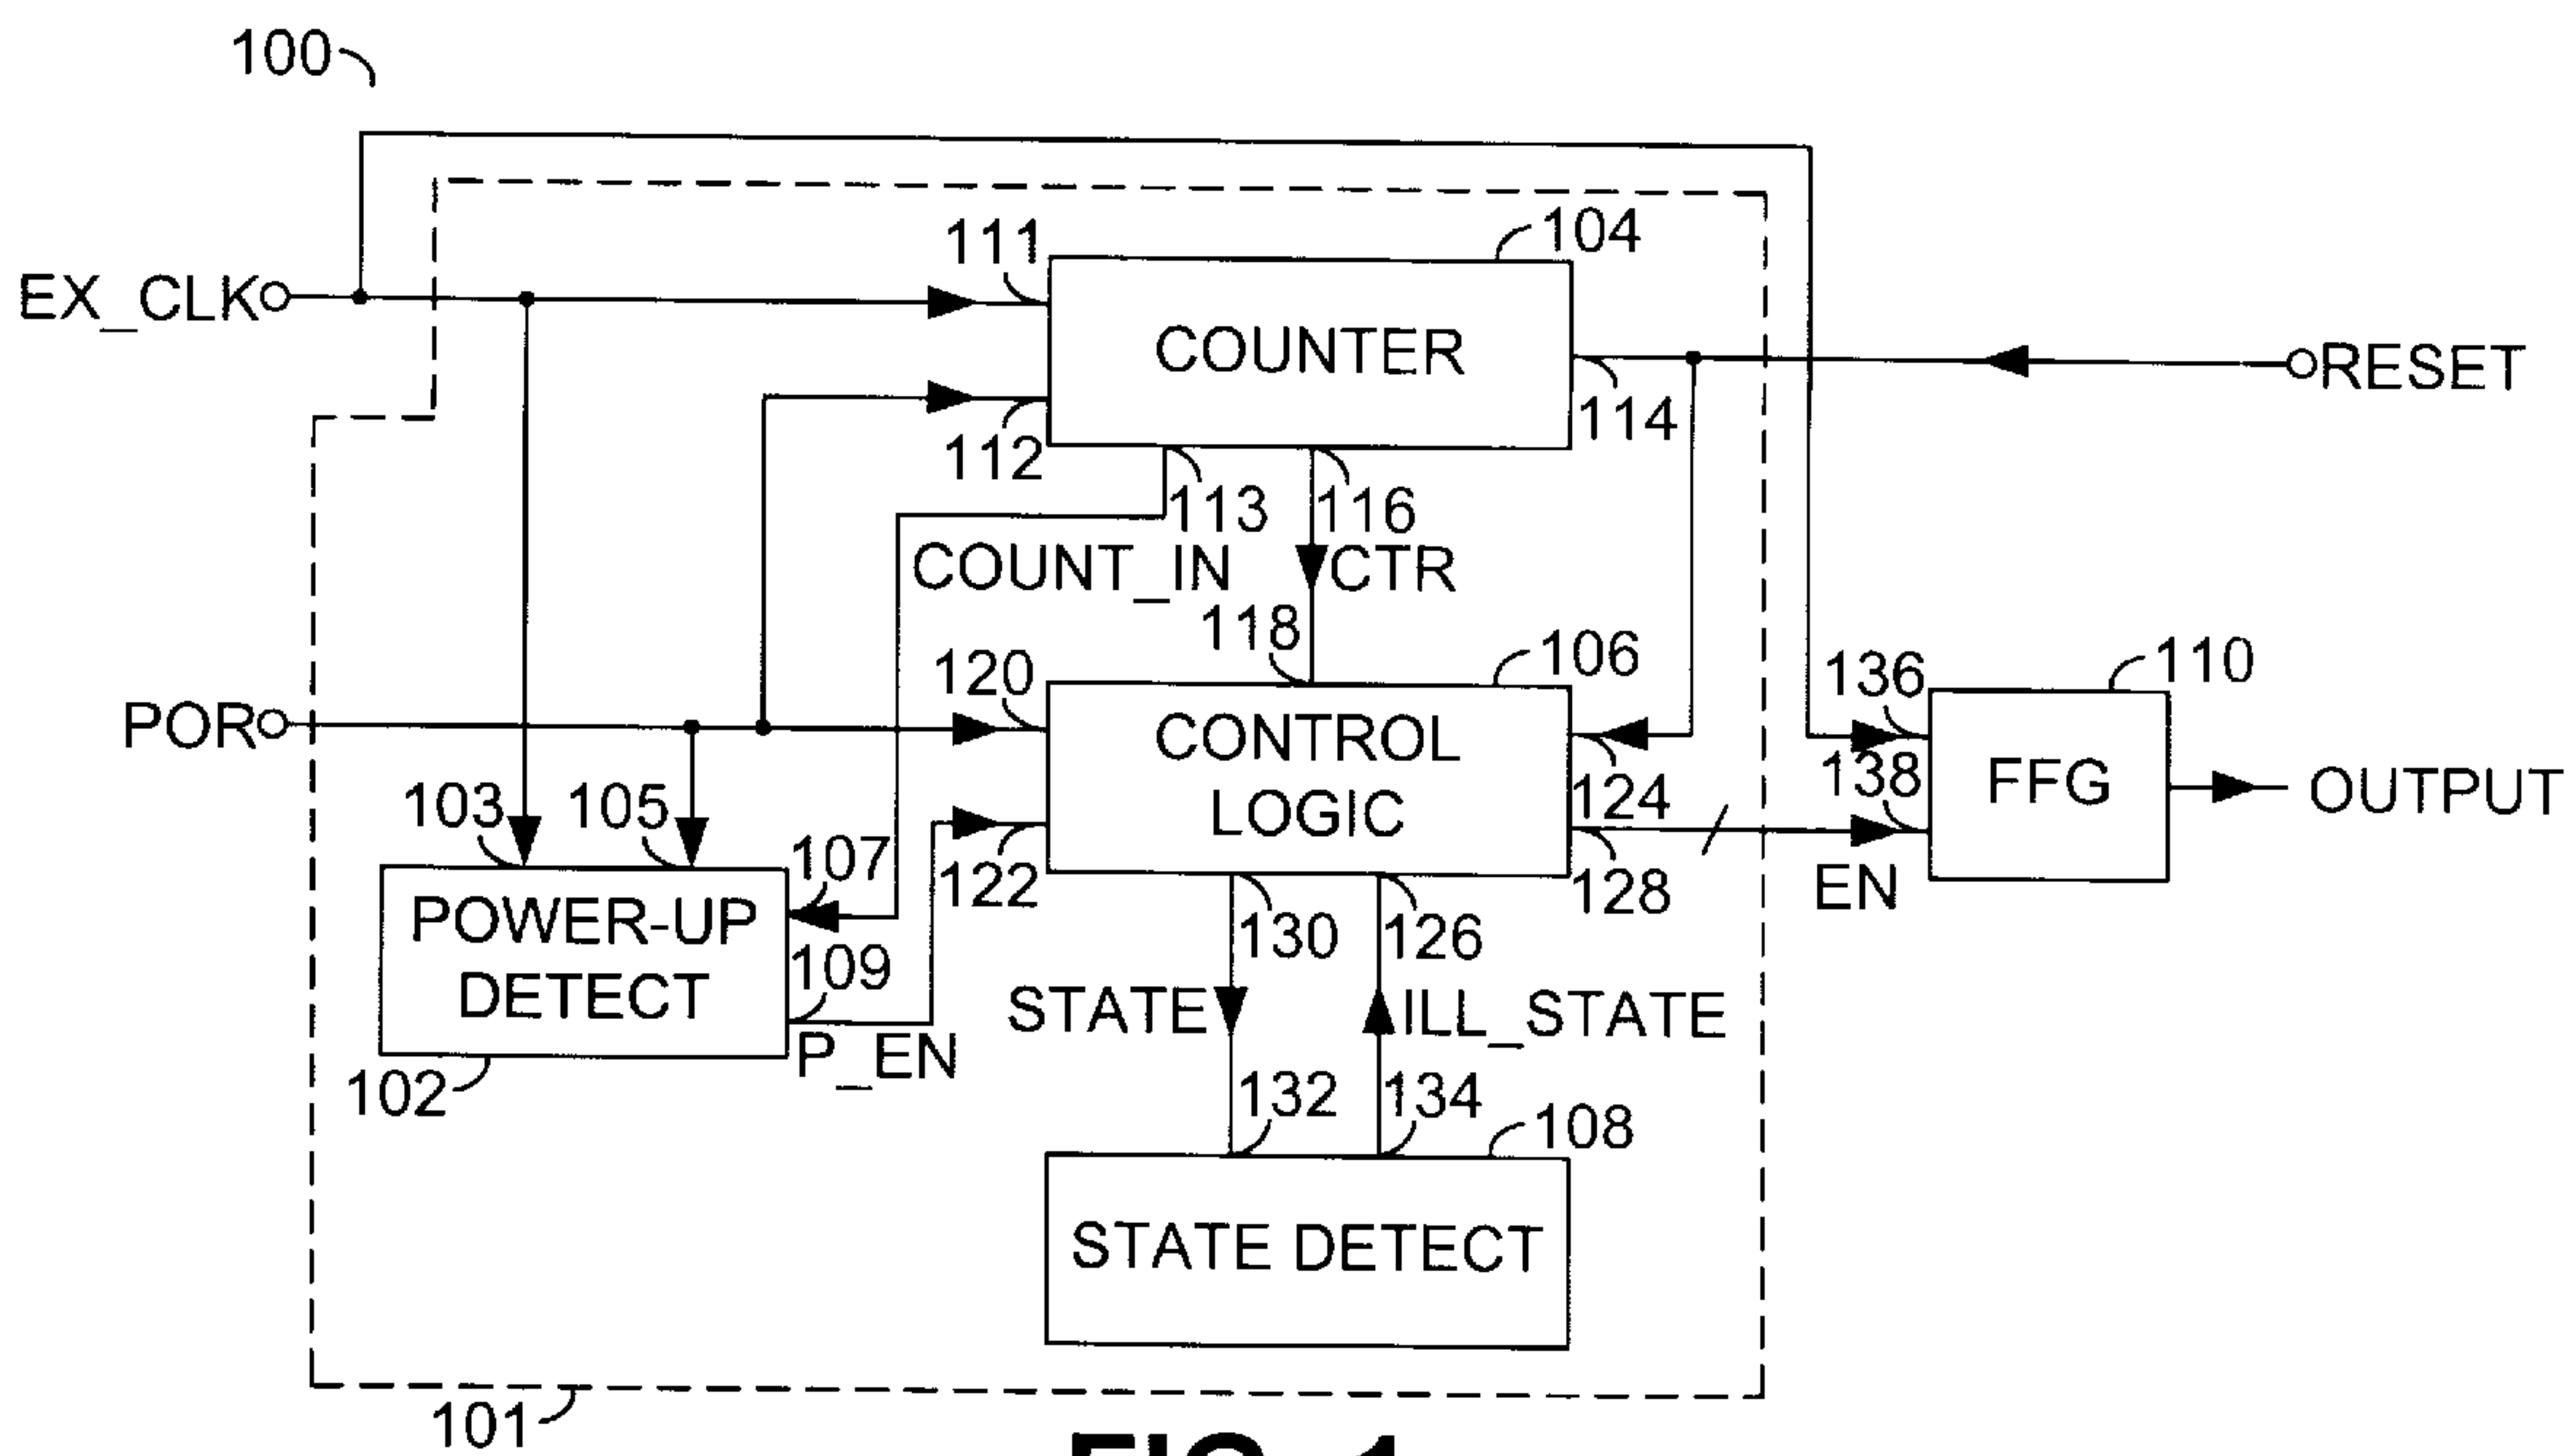 100
EX_CLK
111
104
COUNTER
RESET
112
114
113
116
COUNT_IN
CTR
118
POR
120
106
CONTROL
LOGIC
136
110
138
FFG
OUTPUT
124
EN
122
128
103
105
107
POWER-UP
DETECT
109
P_EN
102
130
126
STATE
ILL_STATE
132
134
108
STATE DETECT
101
FIG. 1